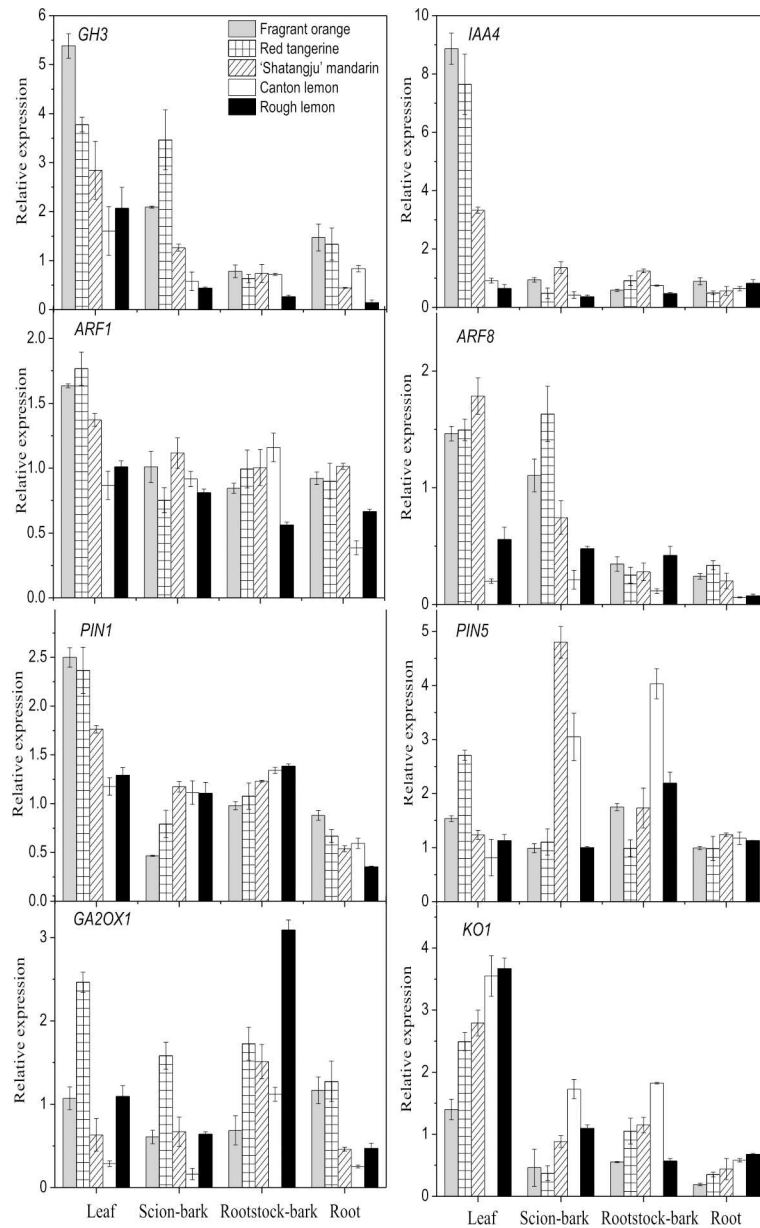 GH3
Fragrant orange
Red tangerine
'Shatangju' mandarin
Canton lemon
Rough lemon
Relative expression
6
5
4
3
2
1
0
IAA4
Relative expression
10
8
6
4
2
0
ARF1
Relative expression
2.0
1.5
1.0
0.5
0.0
ARF8
Relative expression
2
1
0
PIN1
Relative expression
2.5
2.0
1.5
1.0
0.5
0.0
PIN5
Relative expression
5
4
3
2
1
0
GA2OX1
Relative expression
3
2
1
0
Leaf Scion-bark Rootstock-bark Root
KO1
Relative expression
4
3
2
1
0
Leaf Scion-bark Rootstock-bark Root